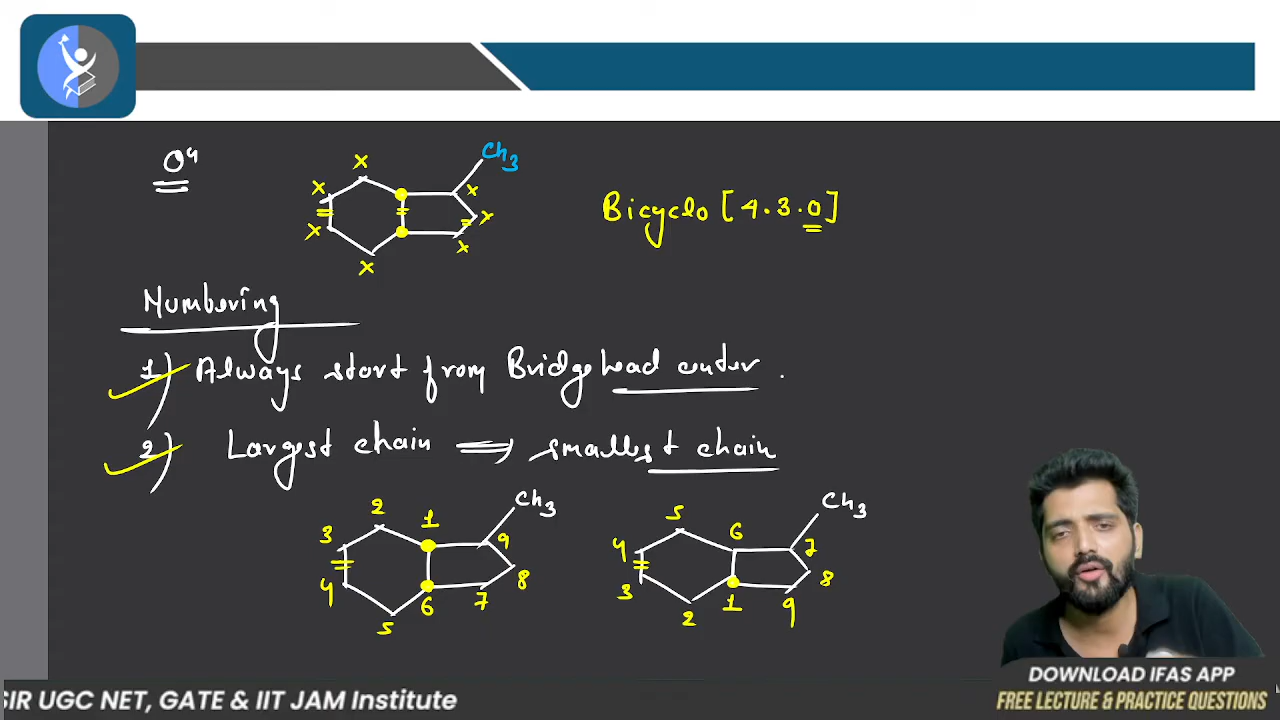 Q4
x x x x x x x CH3
Bicyclo [4.3.0]
Numbering
1) Always start from Bridgehead center.
2) Largest chain ⇒ smallest chain
1 2 3 4 5 6 7 8 9 CH3
1 2 3 4 5 6 7 8 9 CH3
DOWNLOAD IFAS APP
FREE LECTURE & PRACTICE QUESTIONS
SIR UGC NET, GATE & IIT JAM Institute